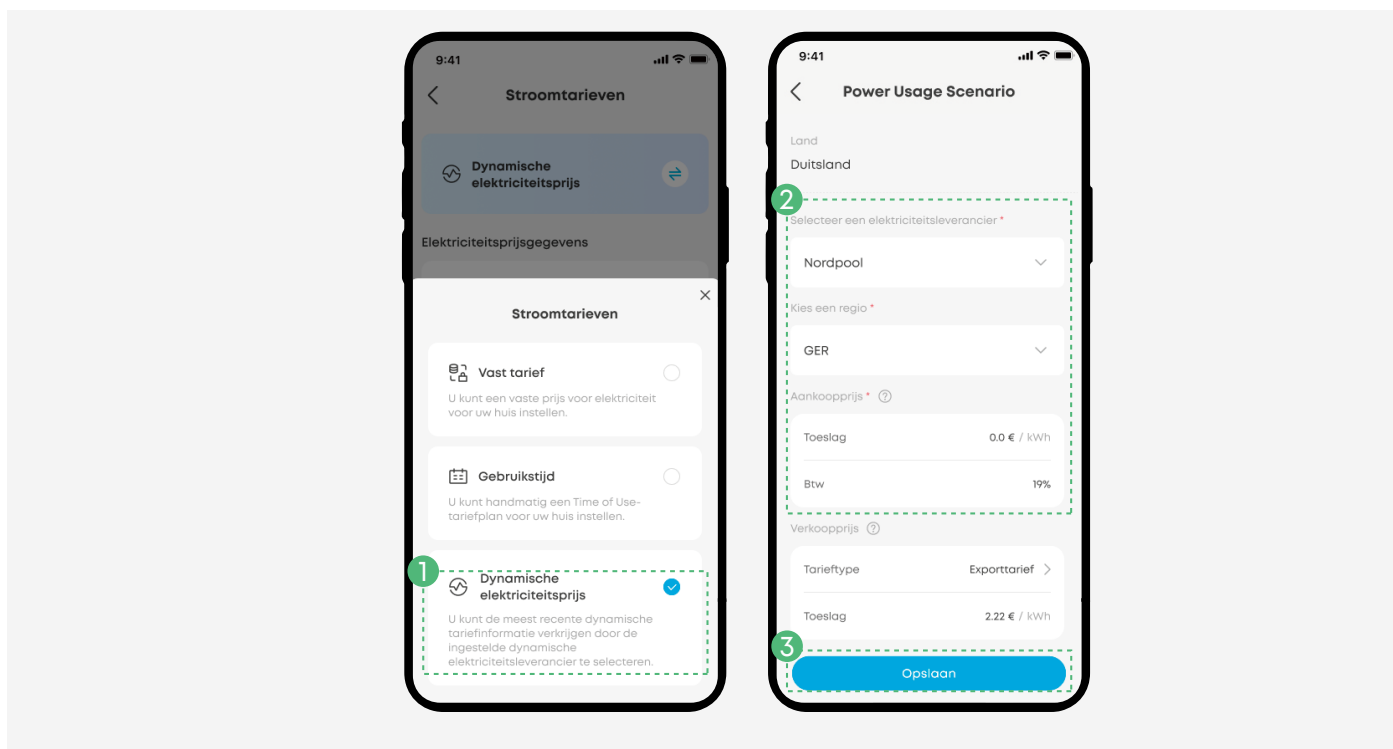 9:41
Stroomtarieven
Dynamische
elektriciteitsprijs
Elektriciteitsprijsgegevens
Stroomtarieven
Vast tarief
U kunt een vaste prijs voor elektriciteit
voor uw huis instellen.
Gebruikstijd
U kunt handmatig een Time of Use-
tariefplan voor uw huis instellen.
1
Dynamische
elektriciteitsprijs
U kunt de meest recente dynamische
tariefinformatie verkrijgen door de
ingestelde dynamische
elektriciteitsleverancier te selecteren.
9:41
Power Usage Scenario
Land
Duitsland
2
Selecteer een elektriciteitsleverancier *
Nordpool
Kies een regio *
GER
Aankoopprijs * ?
Toeslag 0.0 € / kWh
Btw 19%
Verkoopprijs ?
Tarieftype Exporttarief
Toeslag 2.22 € / kWh
3
Opslaan